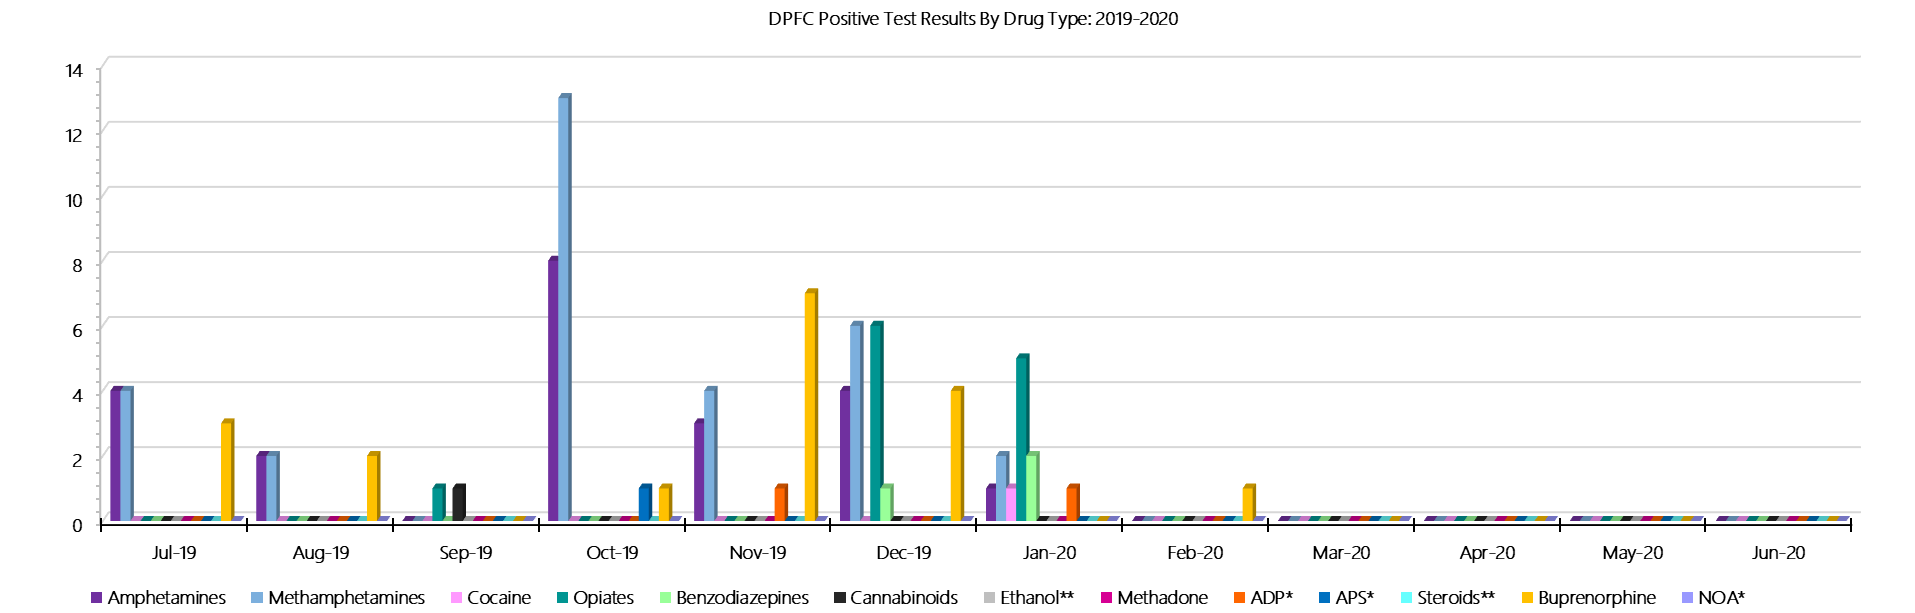 DPFC Positive Test Results By Drug Type: 2019-2020
14
12
10
8
6
4
2
0
Jul-19 Aug-19 Sep-19 Oct-19 Nov-19 Dec-19 Jan-20 Feb-20 Mar-20 Apr-20 May-20 Jun-20
Amphetamines Methamphetamines Cocaine Opiates Benzodiazepines Cannabinoids Ethanol** Methadone ADP* APS* Steroids** Buprenorphine NOA*